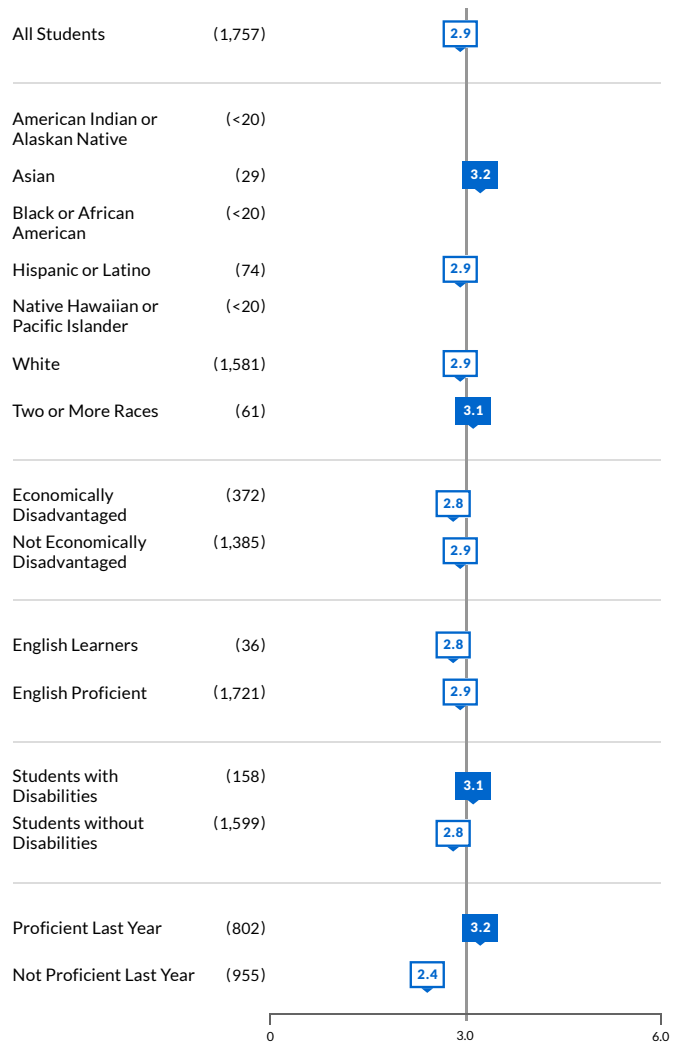 All Students (1,757) 2.9
American Indian or (<20)
Alaskan Native
Asian (29) 3.2
Black or African (<20)
American
Hispanic or Latino (74) 2.9
Native Hawaiian or (<20)
Pacific Islander
White (1,581) 2.9
Two or More Races (61) 3.1
Economically (372) 2.8
Disadvantaged
Not Economically (1,385) 2.9
Disadvantaged
English Learners (36) 2.8
English Proficient (1,721) 2.9
Students with (158) 3.1
Disabilities
Students without (1,599) 2.8
Disabilities
Proficient Last Year (802) 3.2
Not Proficient Last Year (955) 2.4
0 3.0 6.0